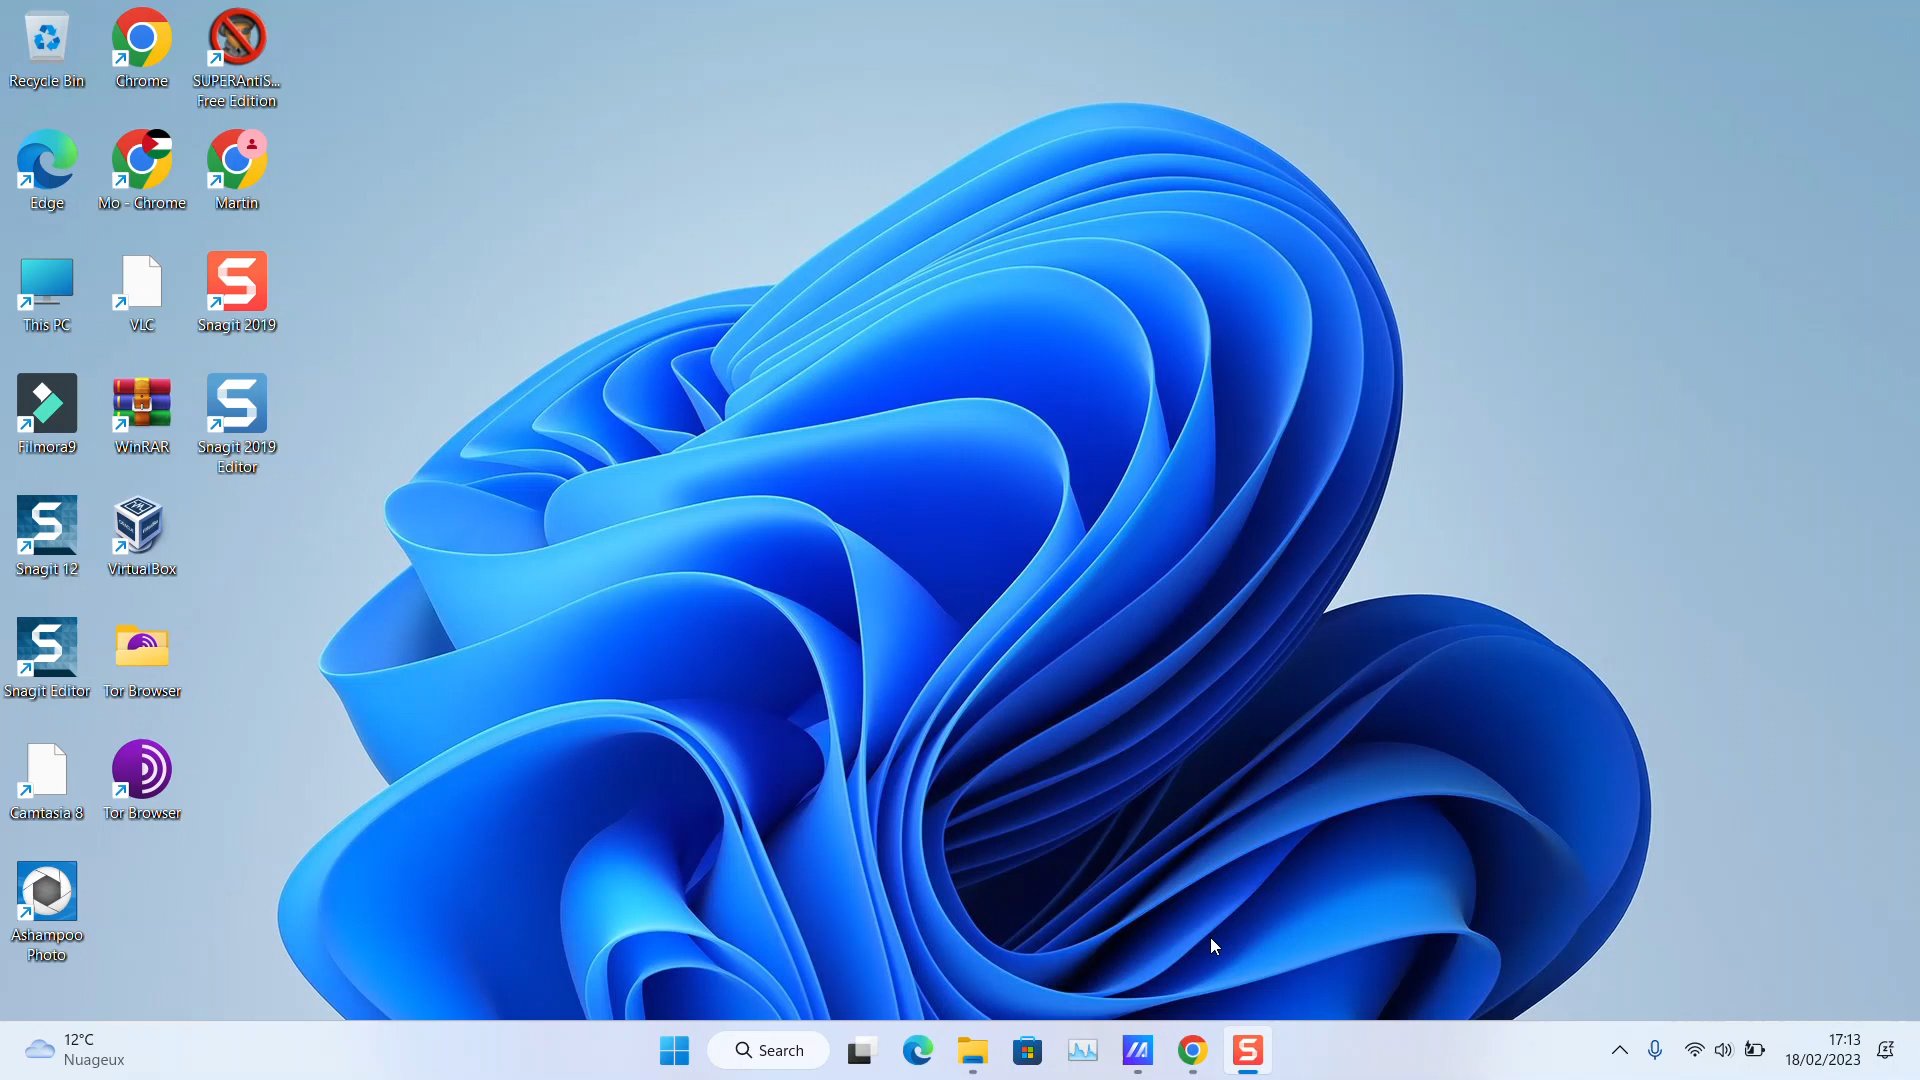 Recycle Bin
Chrome
SUPERAntiS...
Free Edition
Edge
Mo - Chrome
Martin
This PC
VLC
Snagit 2019
Filmora9
WinRAR
Snagit 2019
Editor
Snagit 12
VirtualBox
Snagit Editor
Tor Browser
Camtasia 8
Tor Browser
Ashampoo
Photo
12°C
Nuageux
Search
17:13
18/02/2023